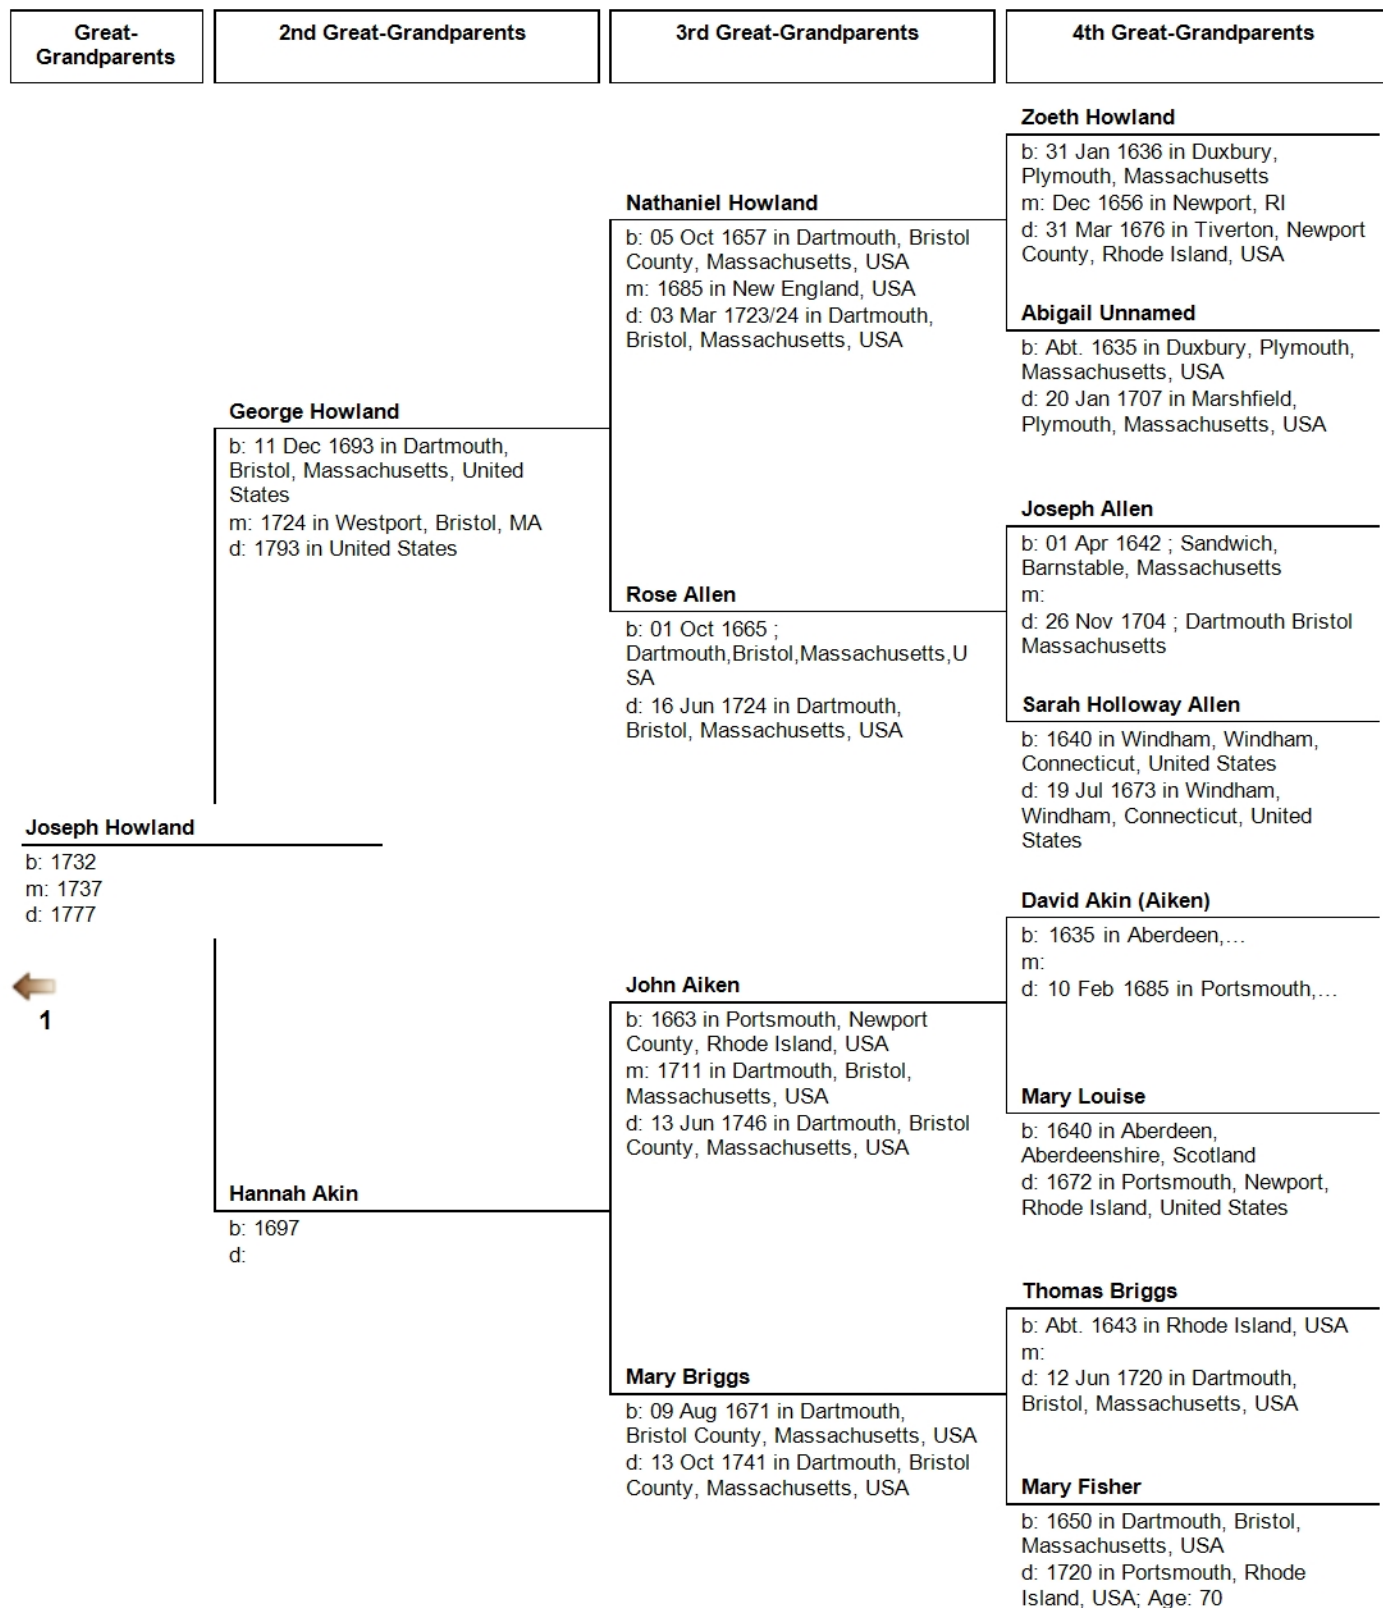 Great-
Grandparents
2nd Great-Grandparents
3rd Great-Grandparents
4th Great-Grandparents
Joseph Howland
b: 1732
m: 1737
d: 1777
1
George Howland
b: 11 Dec 1693 in Dartmouth,
Bristol, Massachusetts, United
States
m: 1724 in Westport, Bristol, MA
d: 1793 in United States
Hannah Akin
b: 1697
d:
Nathaniel Howland
b: 05 Oct 1657 in Dartmouth, Bristol
County, Massachusetts, USA
m: 1685 in New England, USA
d: 03 Mar 1723/24 in Dartmouth,
Bristol, Massachusetts, USA
Rose Allen
b: 01 Oct 1665 ;
Dartmouth,Bristol,Massachusetts,U
SA
d: 16 Jun 1724 in Dartmouth,
Bristol, Massachusetts, USA
John Aiken
b: 1663 in Portsmouth, Newport
County, Rhode Island, USA
m: 1711 in Dartmouth, Bristol,
Massachusetts, USA
d: 13 Jun 1746 in Dartmouth, Bristol
County, Massachusetts, USA
Mary Briggs
b: 09 Aug 1671 in Dartmouth,
Bristol County, Massachusetts, USA
d: 13 Oct 1741 in Dartmouth, Bristol
County, Massachusetts, USA
Zoeth Howland
b: 31 Jan 1636 in Duxbury,
Plymouth, Massachusetts
m: Dec 1656 in Newport, RI
d: 31 Mar 1676 in Tiverton, Newport
County, Rhode Island, USA
Abigail Unnamed
b: Abt. 1635 in Duxbury, Plymouth,
Massachusetts, USA
d: 20 Jan 1707 in Marshfield,
Plymouth, Massachusetts, USA
Joseph Allen
b: 01 Apr 1642 ; Sandwich,
Barnstable, Massachusetts
m:
d: 26 Nov 1704 ; Dartmouth Bristol
Massachusetts
Sarah Holloway Allen
b: 1640 in Windham, Windham,
Connecticut, United States
d: 19 Jul 1673 in Windham,
Windham, Connecticut, United
States
David Akin (Aiken)
b: 1635 in Aberdeen,...
m:
d: 10 Feb 1685 in Portsmouth,...
Mary Louise
b: 1640 in Aberdeen,
Aberdeenshire, Scotland
d: 1672 in Portsmouth, Newport,
Rhode Island, United States
Thomas Briggs
b: Abt. 1643 in Rhode Island, USA
m:
d: 12 Jun 1720 in Dartmouth,
Bristol, Massachusetts, USA
Mary Fisher
b: 1650 in Dartmouth, Bristol,
Massachusetts, USA
d: 1720 in Portsmouth, Rhode
Island, USA; Age: 70